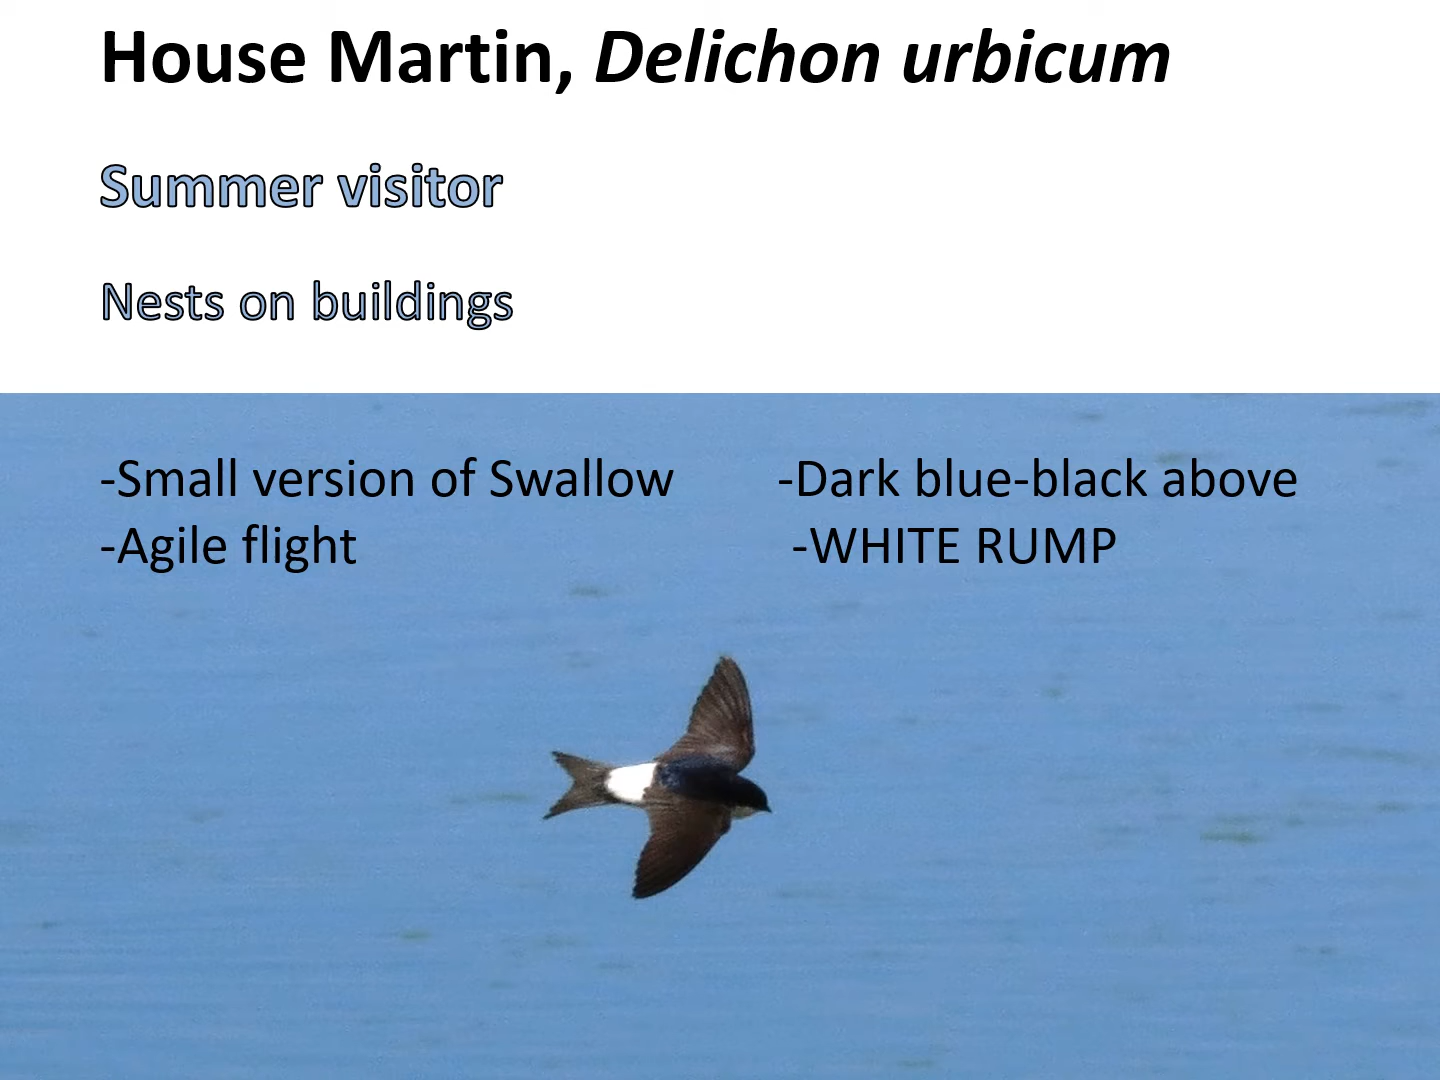 House Martin, Delichon urbicum
Summer visitor
Nests on buildings
-Small version of Swallow
-Agile flight
-Dark blue-black above
-WHITE RUMP